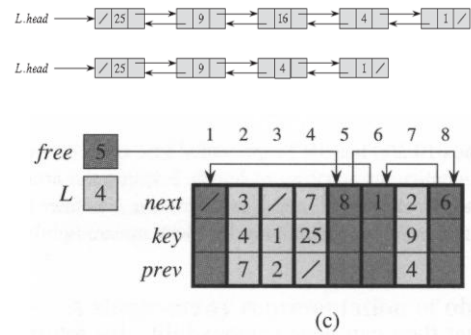 L.head / 25 9 16 4 1 /
L.head / 25 9 4 1 /
1 2 3 4 5 6 7 8
free 5
L 4
next / 3 / 7 8 1 2 6
key 4 1 25 9
prev 7 2 / 4
(c)